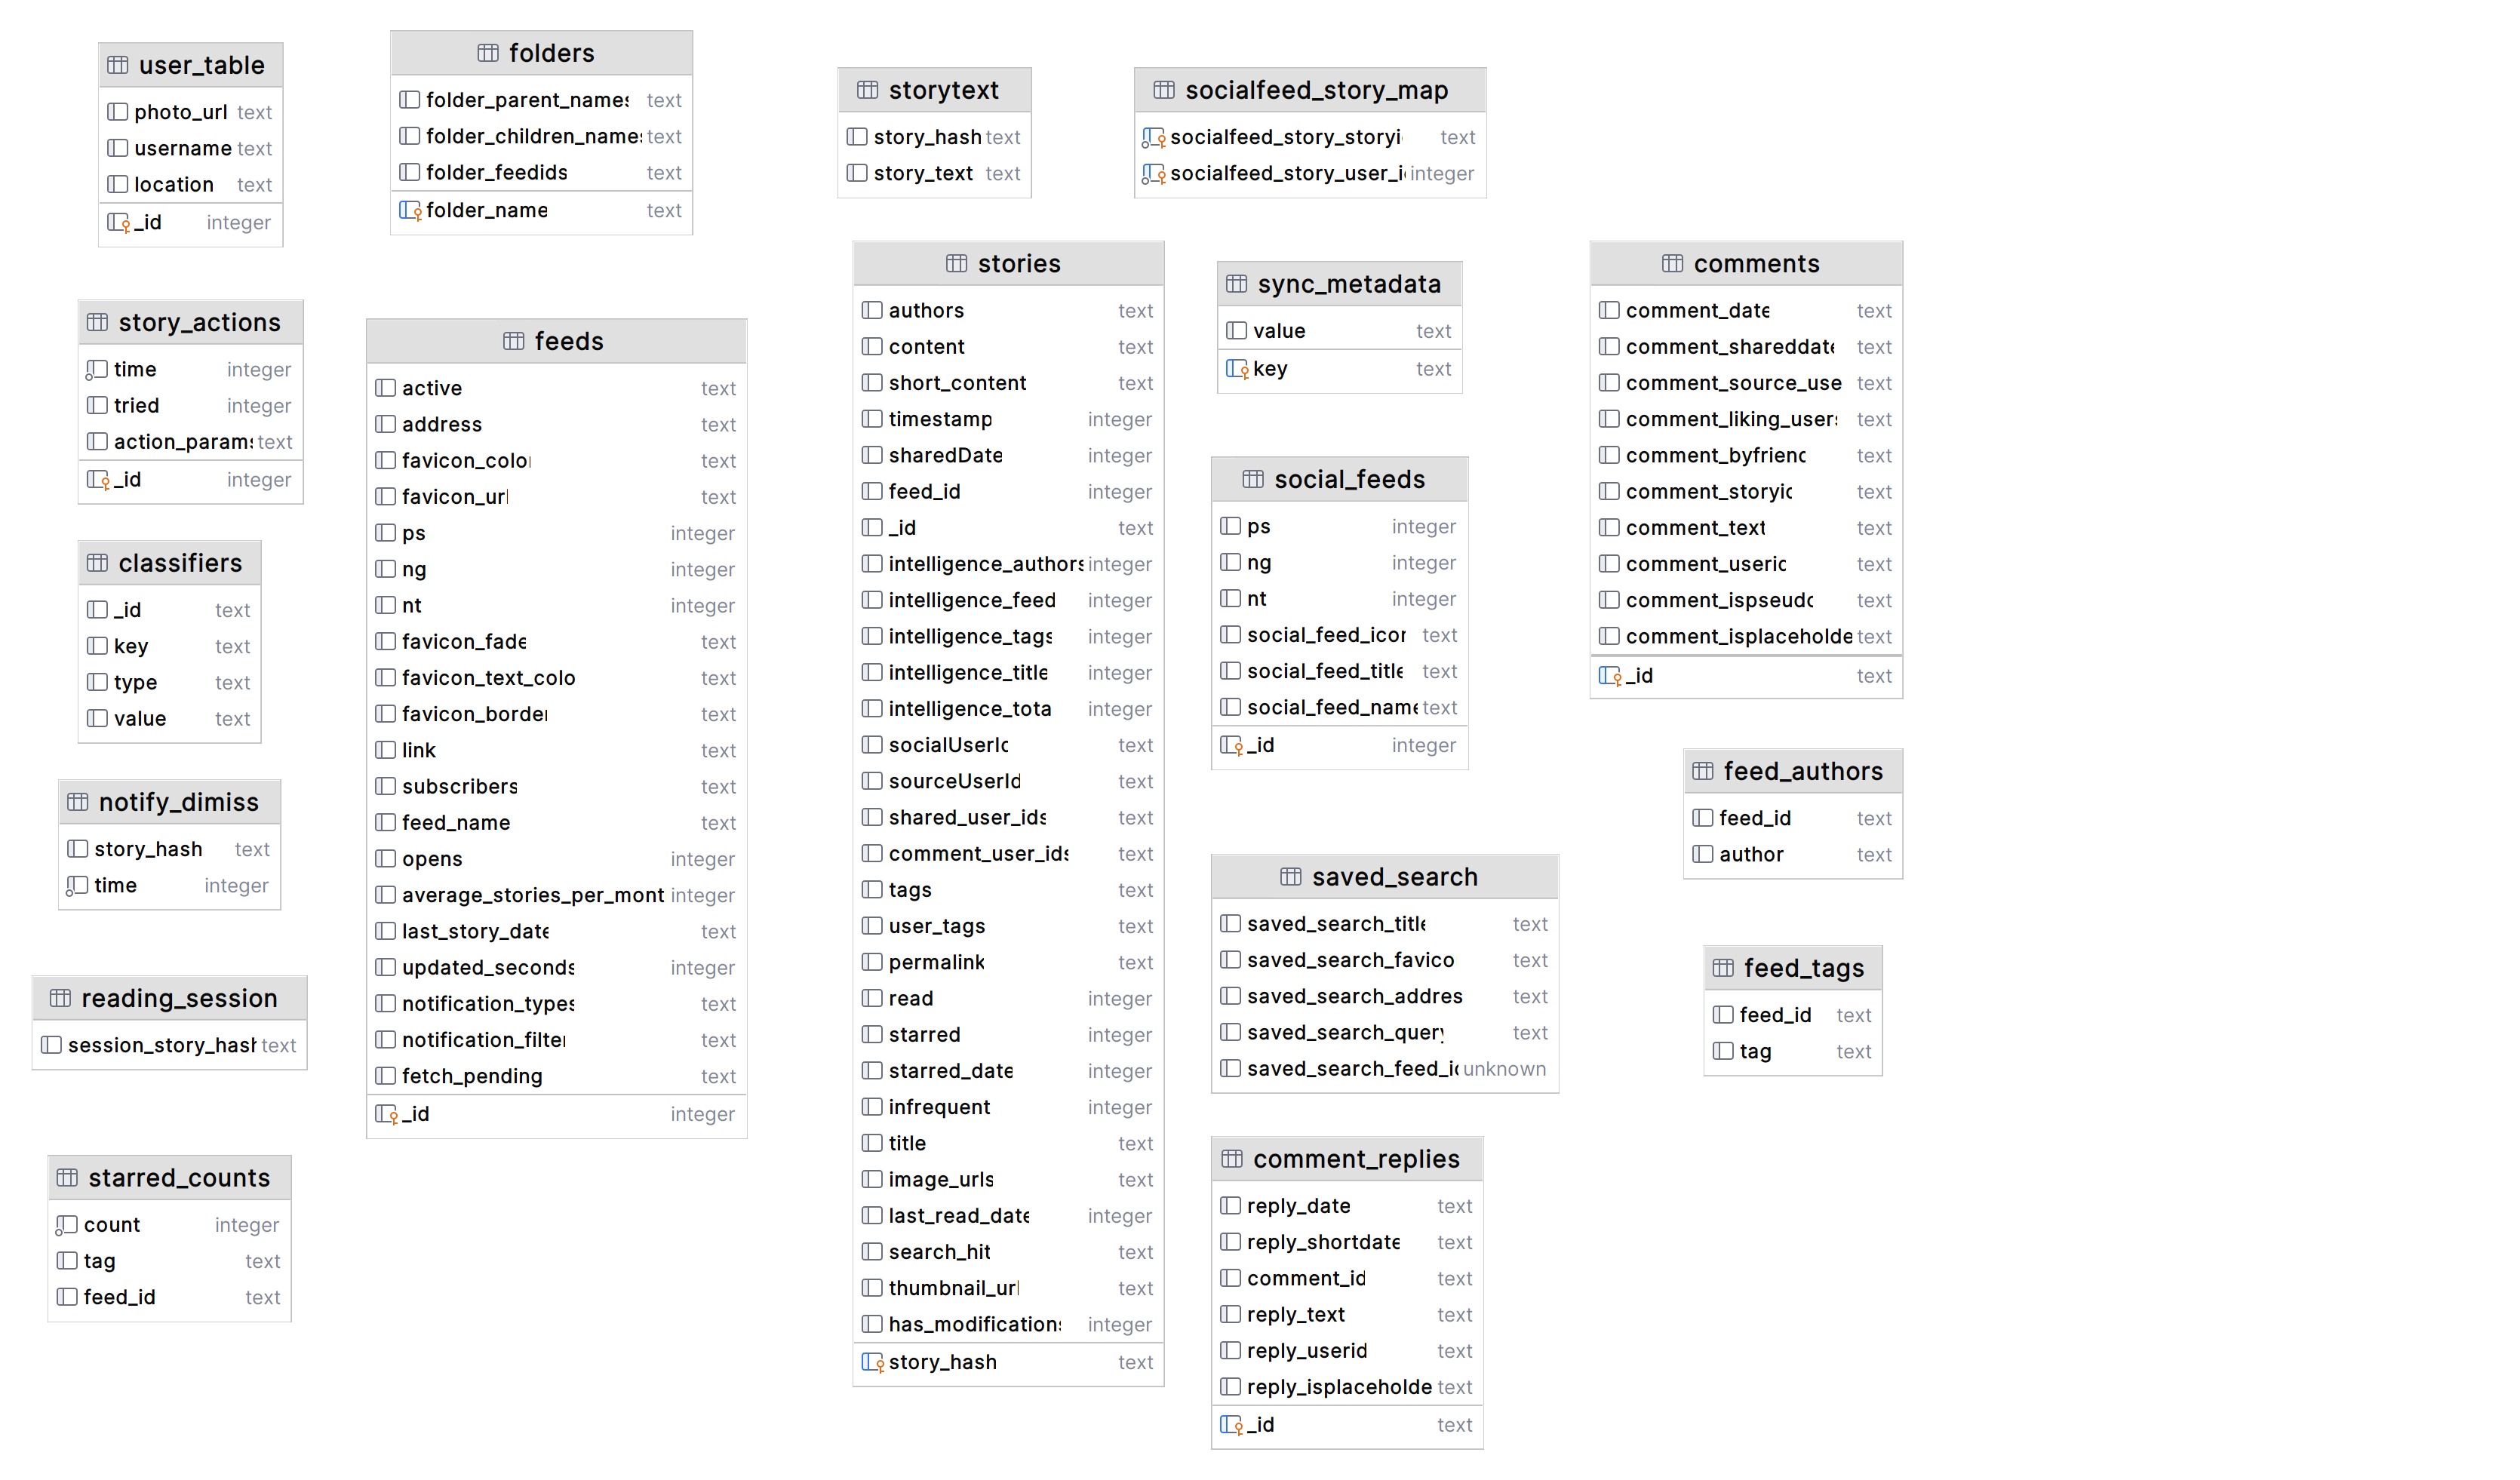 user_table
photo_url text
username text
location text
_id integer
folders
folder_parent_names text
folder_children_names text
folder_feedids text
folder_name text
storytext
story_hash text
story_text text
socialfeed_story_map
socialfeed_story_storyi text
socialfeed_story_user_i integer
story_actions
time integer
tried integer
action_params text
_id integer
classifiers
_id text
key text
type text
value text
notify_dimiss
story_hash text
time integer
reading_session
session_story_hash text
starred_counts
count integer
tag text
feed_id text
feeds
active text
address text
favicon_color text
favicon_url text
ps integer
ng integer
nt integer
favicon_fade text
favicon_text_colo text
favicon_border text
link text
subscribers text
feed_name text
opens integer
average_stories_per_mont integer
last_story_date text
updated_seconds integer
notification_types text
notification_filter text
fetch_pending text
_id integer
stories
authors text
content text
short_content text
timestamp integer
sharedDate integer
feed_id integer
_id text
intelligence_authors integer
intelligence_feed integer
intelligence_tags integer
intelligence_title integer
intelligence_tota integer
socialUserId text
sourceUserId text
shared_user_ids text
comment_user_ids text
tags text
user_tags text
permalink text
read integer
starred integer
starred_date integer
infrequent integer
title text
image_urls text
last_read_date integer
search_hit text
thumbnail_url text
has_modifications integer
story_hash text
sync_metadata
value text
key text
social_feeds
ps integer
ng integer
nt integer
social_feed_icon text
social_feed_title text
social_feed_name text
_id integer
saved_search
saved_search_title text
saved_search_favico text
saved_search_addres text
saved_search_query text
saved_search_feed_id unknown
comment_replies
reply_date text
reply_shortdate text
comment_id text
reply_text text
reply_userid text
reply_isplaceholde text
_id text
comments
comment_date text
comment_shareddate text
comment_source_use text
comment_liking_users text
comment_byfriend text
comment_storyid text
comment_text text
comment_userid text
comment_ispseudo text
comment_isplaceholde text
_id text
feed_authors
feed_id text
author text
feed_tags
feed_id text
tag text